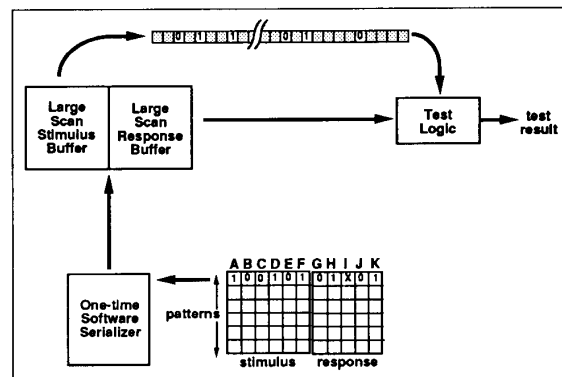 0 1 1 0 1 0
Large
Scan
Stimulus
Buffer
Large
Scan
Response
Buffer
Test
Logic
test
result
A B C D E F G H I J K
1 0 0 1 0 1 0 1 X 0 1
One-time
Software
Serializer
patterns
stimulus response